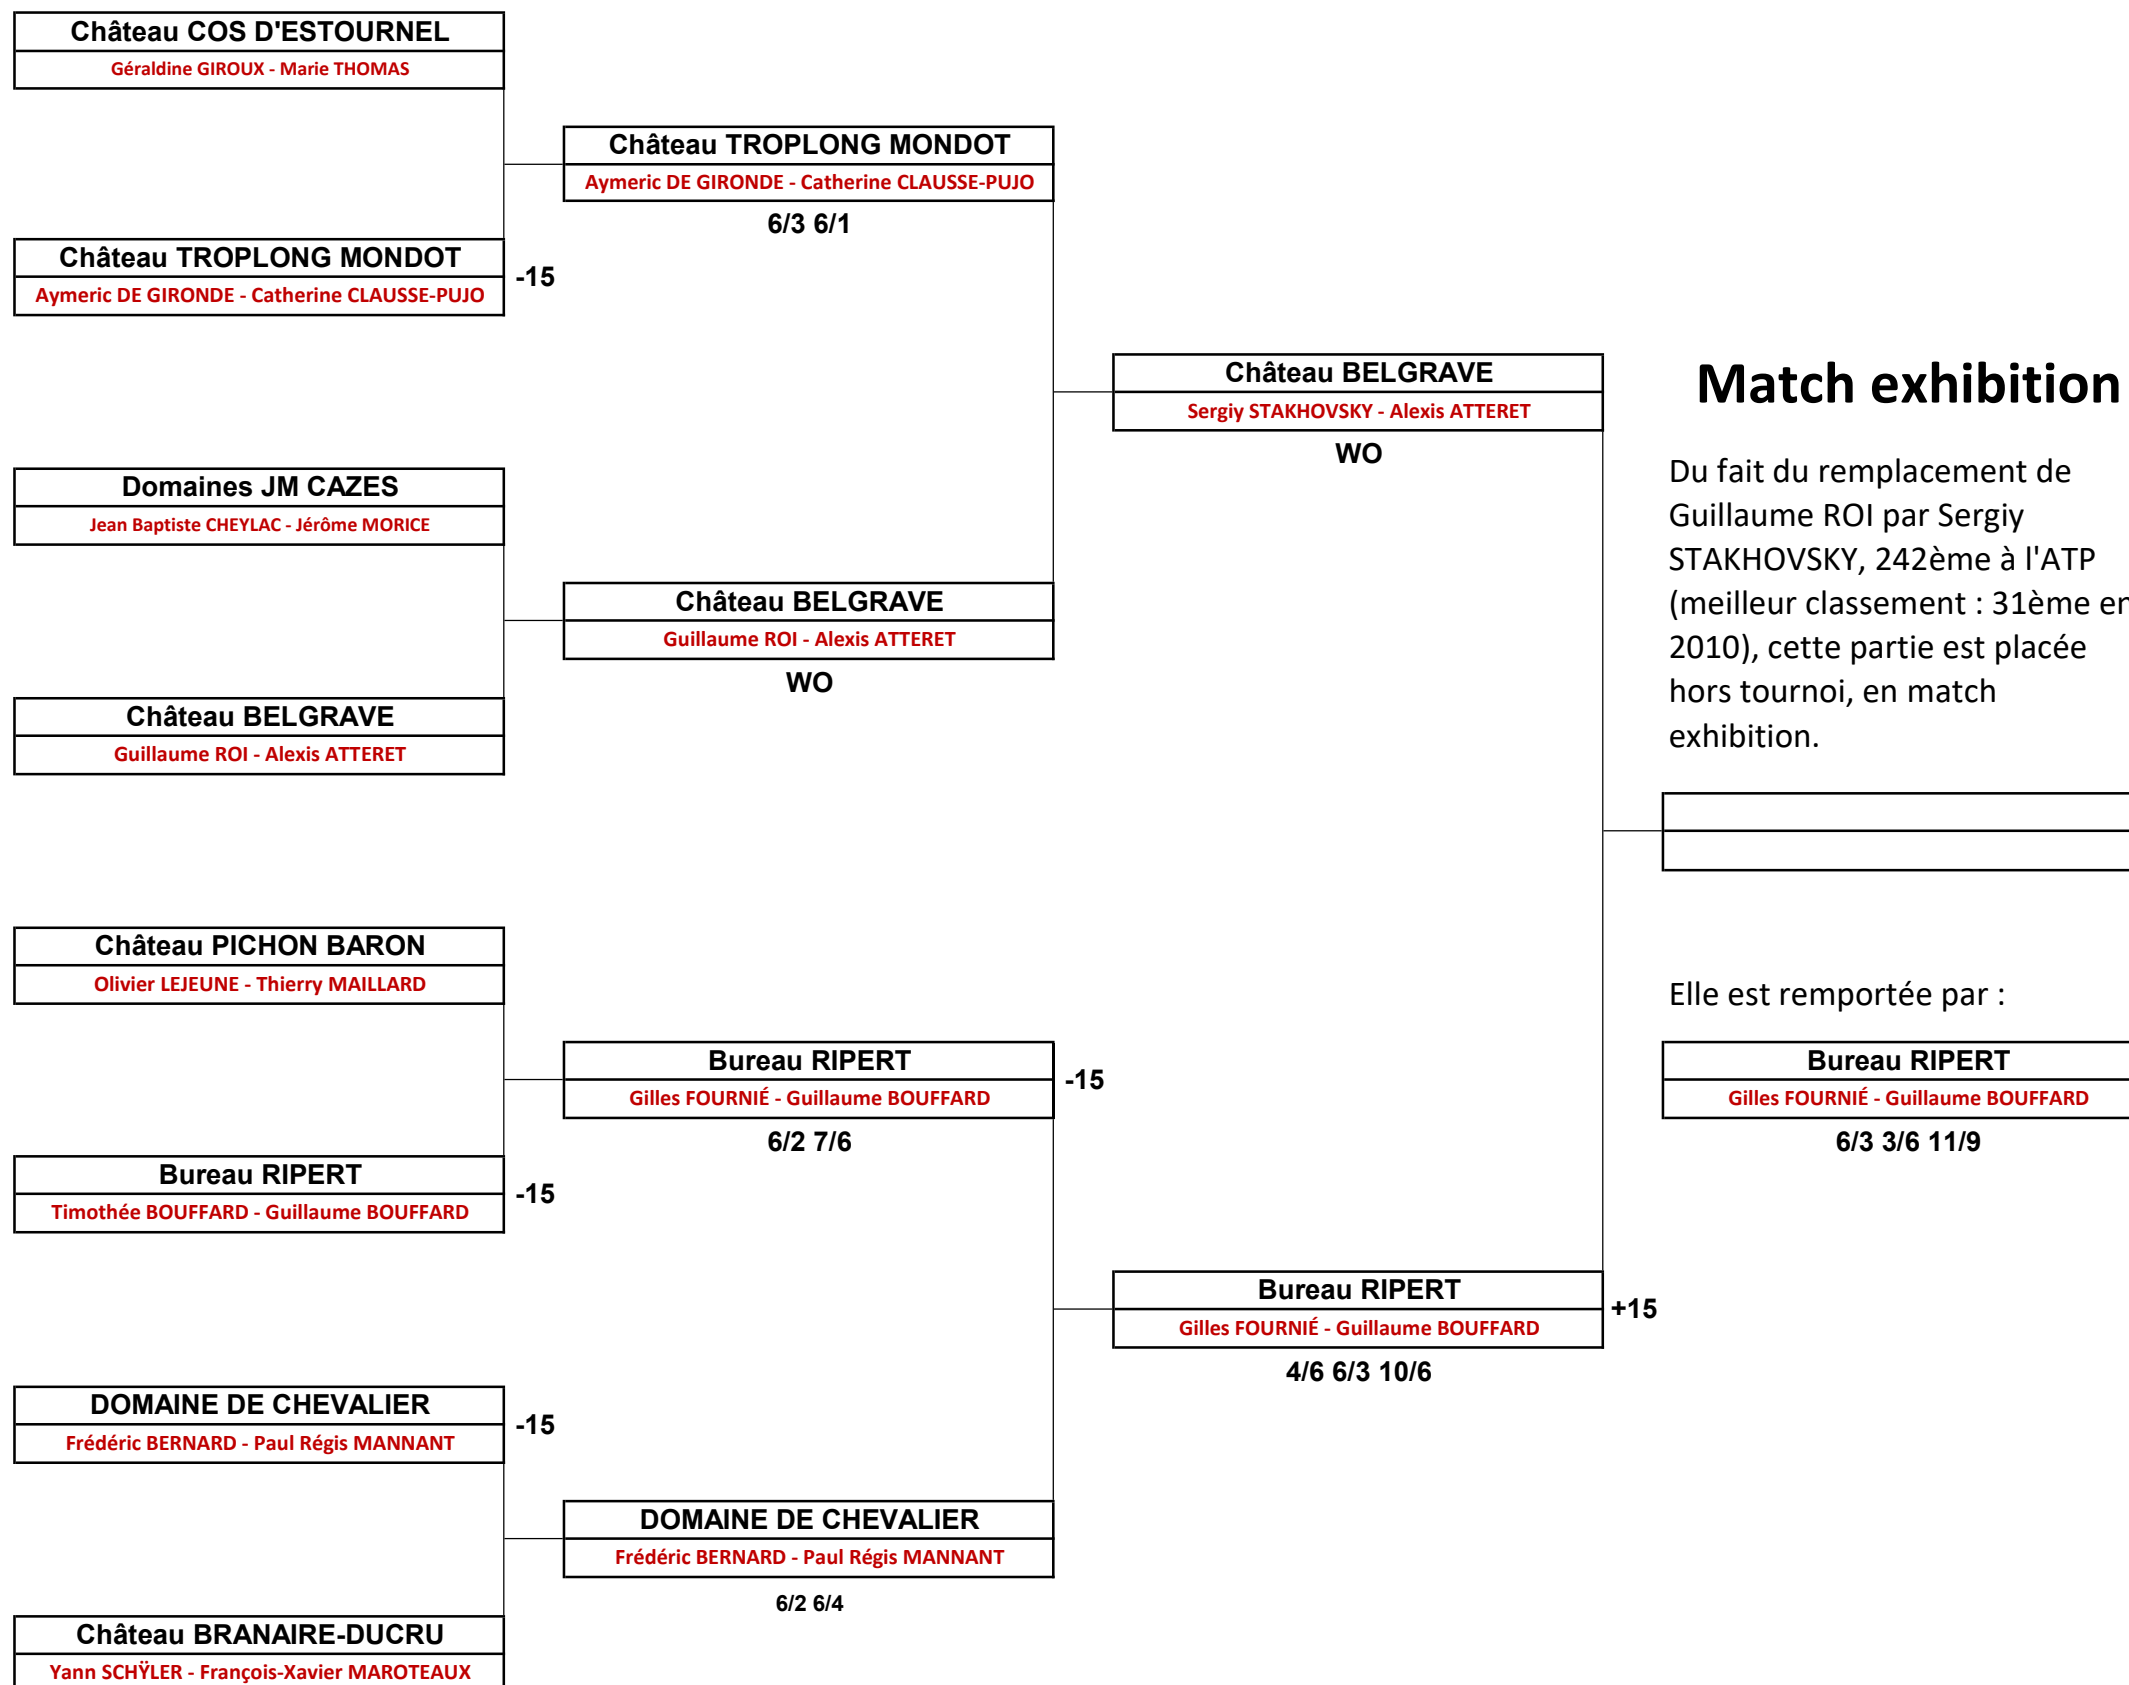 Château COS D'ESTOURNEL
Géraldine GIROUX - Marie THOMAS
Château TROPLONG MONDOT
Aymeric DE GIRONDE - Catherine CLAUSSE-PUJO
-15
Domaines JM CAZES
Jean Baptiste CHEYLAC - Jérôme MORICE
Château BELGRAVE
Guillaume ROI - Alexis ATTERET
Château PICHON BARON
Olivier LEJEUNE - Thierry MAILLARD
Bureau RIPERT
Timothée BOUFFARD - Guillaume BOUFFARD
-15
DOMAINE DE CHEVALIER
Frédéric BERNARD - Paul Régis MANNANT
-15
Château BRANAIRE-DUCRU
Yann SCHŸLER - François-Xavier MAROTEAUX
Château TROPLONG MONDOT
Aymeric DE GIRONDE - Catherine CLAUSSE-PUJO
6/3 6/1
Château BELGRAVE
Guillaume ROI - Alexis ATTERET
WO
Bureau RIPERT
Gilles FOURNIÉ - Guillaume BOUFFARD
-15
6/2 7/6
DOMAINE DE CHEVALIER
Frédéric BERNARD - Paul Régis MANNANT
6/2 6/4
Château BELGRAVE
Sergiy STAKHOVSKY - Alexis ATTERET
WO
Bureau RIPERT
Gilles FOURNIÉ - Guillaume BOUFFARD
+15
4/6 6/3 10/6
Match exhibition
Du fait du remplacement de
Guillaume ROI par Sergiy
STAKHOVSKY, 242ème à l'ATP
(meilleur classement : 31ème en
2010), cette partie est placée
hors tournoi, en match
exhibition.
Elle est remportée par :
Bureau RIPERT
Gilles FOURNIÉ - Guillaume BOUFFARD
6/3 3/6 11/9